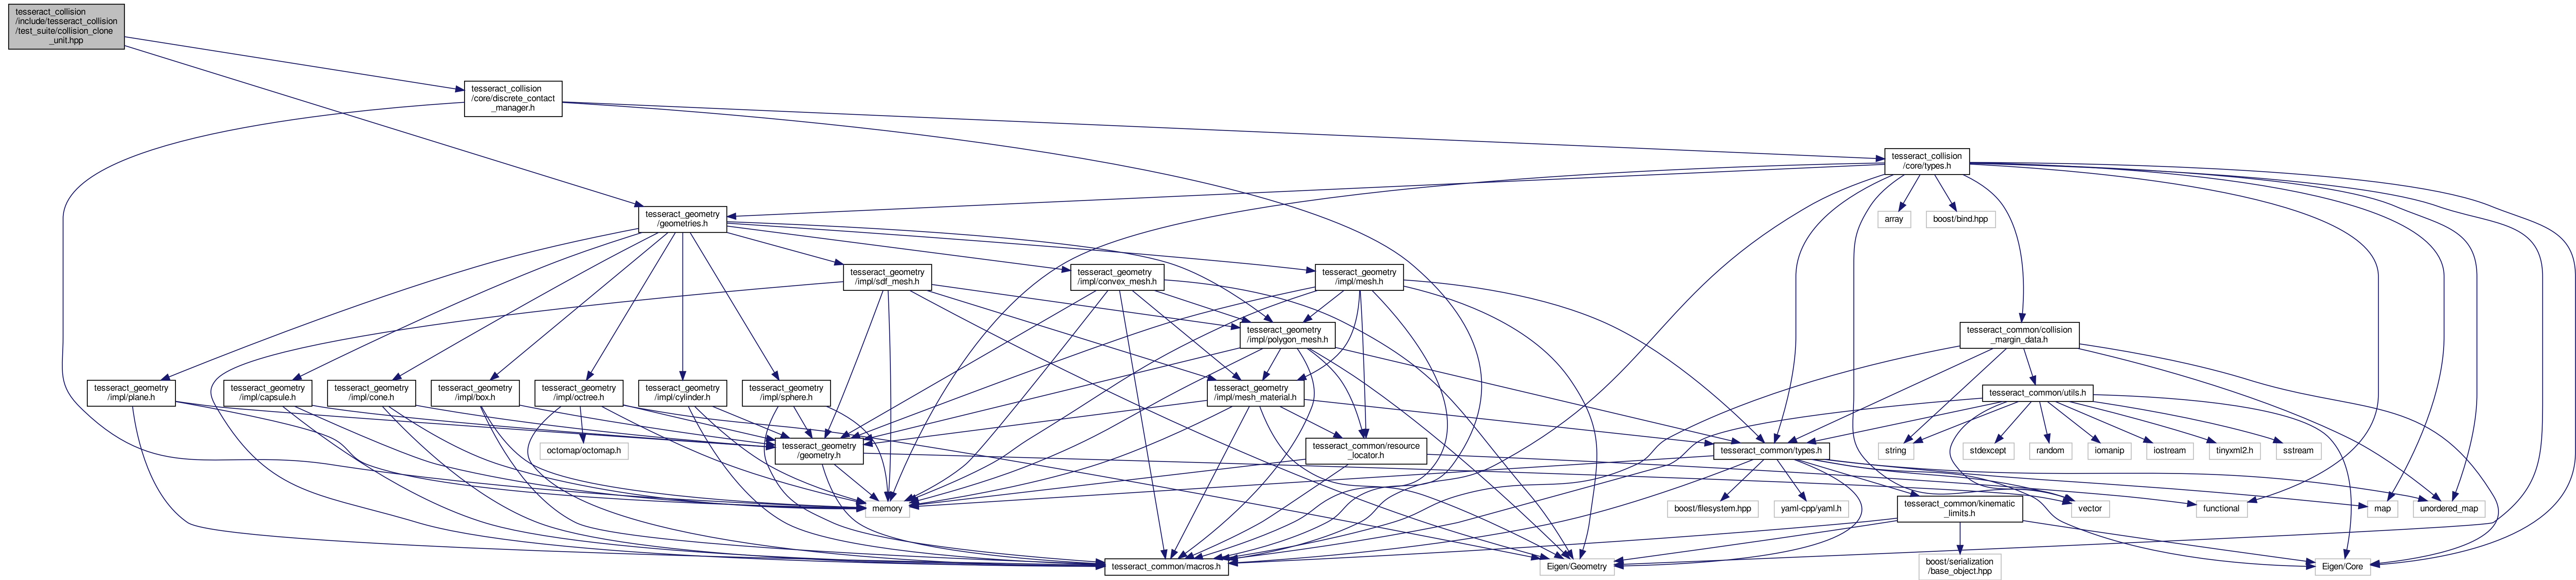 tesseract_collision
/include/tesseract_collision
/test_suite/collision_clone
_unit.hpp
tesseract_collision
/core/discrete_contact
_manager.h
tesseract_collision
/core/types.h
tesseract_geometry
/geometries.h
array
boost/bind.hpp
tesseract_geometry
/impl/sdf_mesh.h
tesseract_geometry
/impl/convex_mesh.h
tesseract_geometry
/impl/mesh.h
tesseract_geometry
/impl/polygon_mesh.h
tesseract_common/collision
_margin_data.h
tesseract_geometry
/impl/plane.h
tesseract_geometry
/impl/capsule.h
tesseract_geometry
/impl/cone.h
tesseract_geometry
/impl/box.h
tesseract_geometry
/impl/octree.h
tesseract_geometry
/impl/cylinder.h
tesseract_geometry
/impl/sphere.h
tesseract_geometry
/impl/mesh_material.h
tesseract_common/utils.h
octomap/octomap.h
tesseract_geometry
/geometry.h
tesseract_common/resource
_locator.h
tesseract_common/types.h
string
stdexcept
random
iomanip
iostream
tinyxml2.h
sstream
memory
boost/filesystem.hpp
yaml-cpp/yaml.h
tesseract_common/kinematic
_limits.h
vector
functional
map
unordered_map
tesseract_common/macros.h
Eigen/Geometry
boost/serialization
/base_object.hpp
Eigen/Core